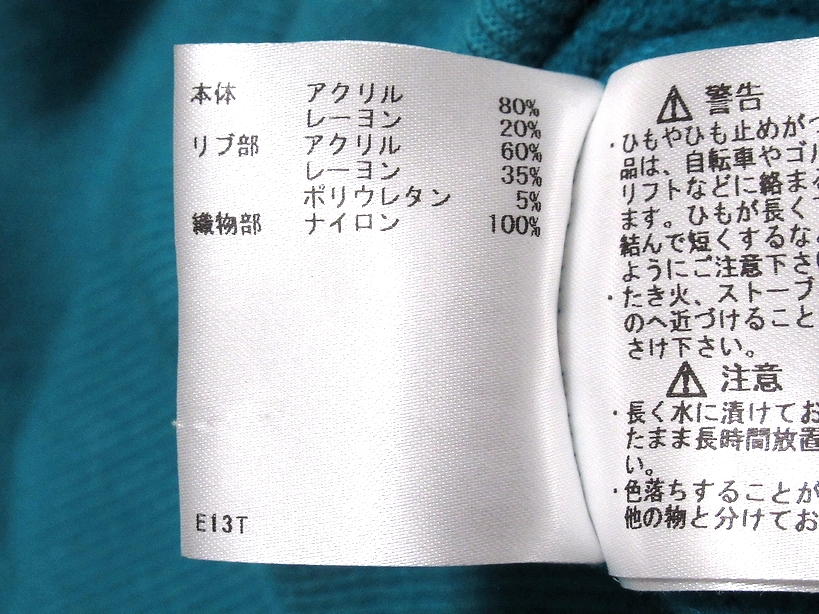 本体 アクリル 80%
レーヨン 20%
リブ部 アクリル 60%
レーヨン 35%
ポリウレタン 5%
織物部 ナイロン 100%
E13T
警告
・ひもやひも止めがつ
品は、自転車やゴル
リフトなどに絡まる
ます。ひもが長く
結んで短くするな
ようにご注意下さい
・たき火、ストーブ
のへ近づけること
さけ下さい。
注意
・長く水に漬けてお
たまま長時間放置
い。
・色落ちすることが
他の物と分けてお